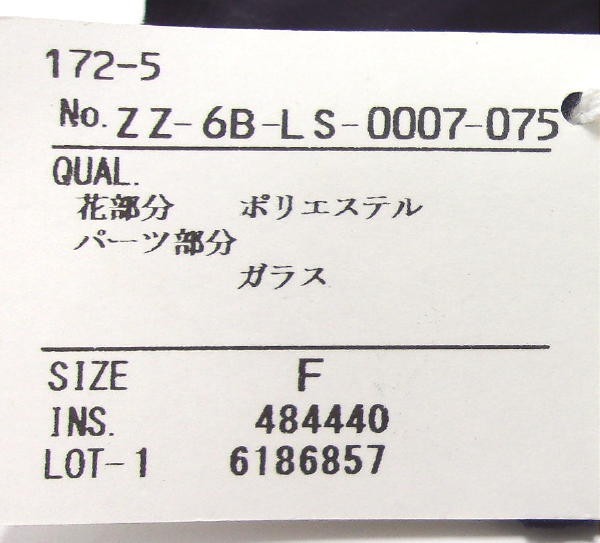 172-5
No. ZZ-6B-LS-0007-075
QUAL.
花部分 ポリエステル
パーツ部分
ガラス
SIZE F
INS. 484440
LOT-1 6186857